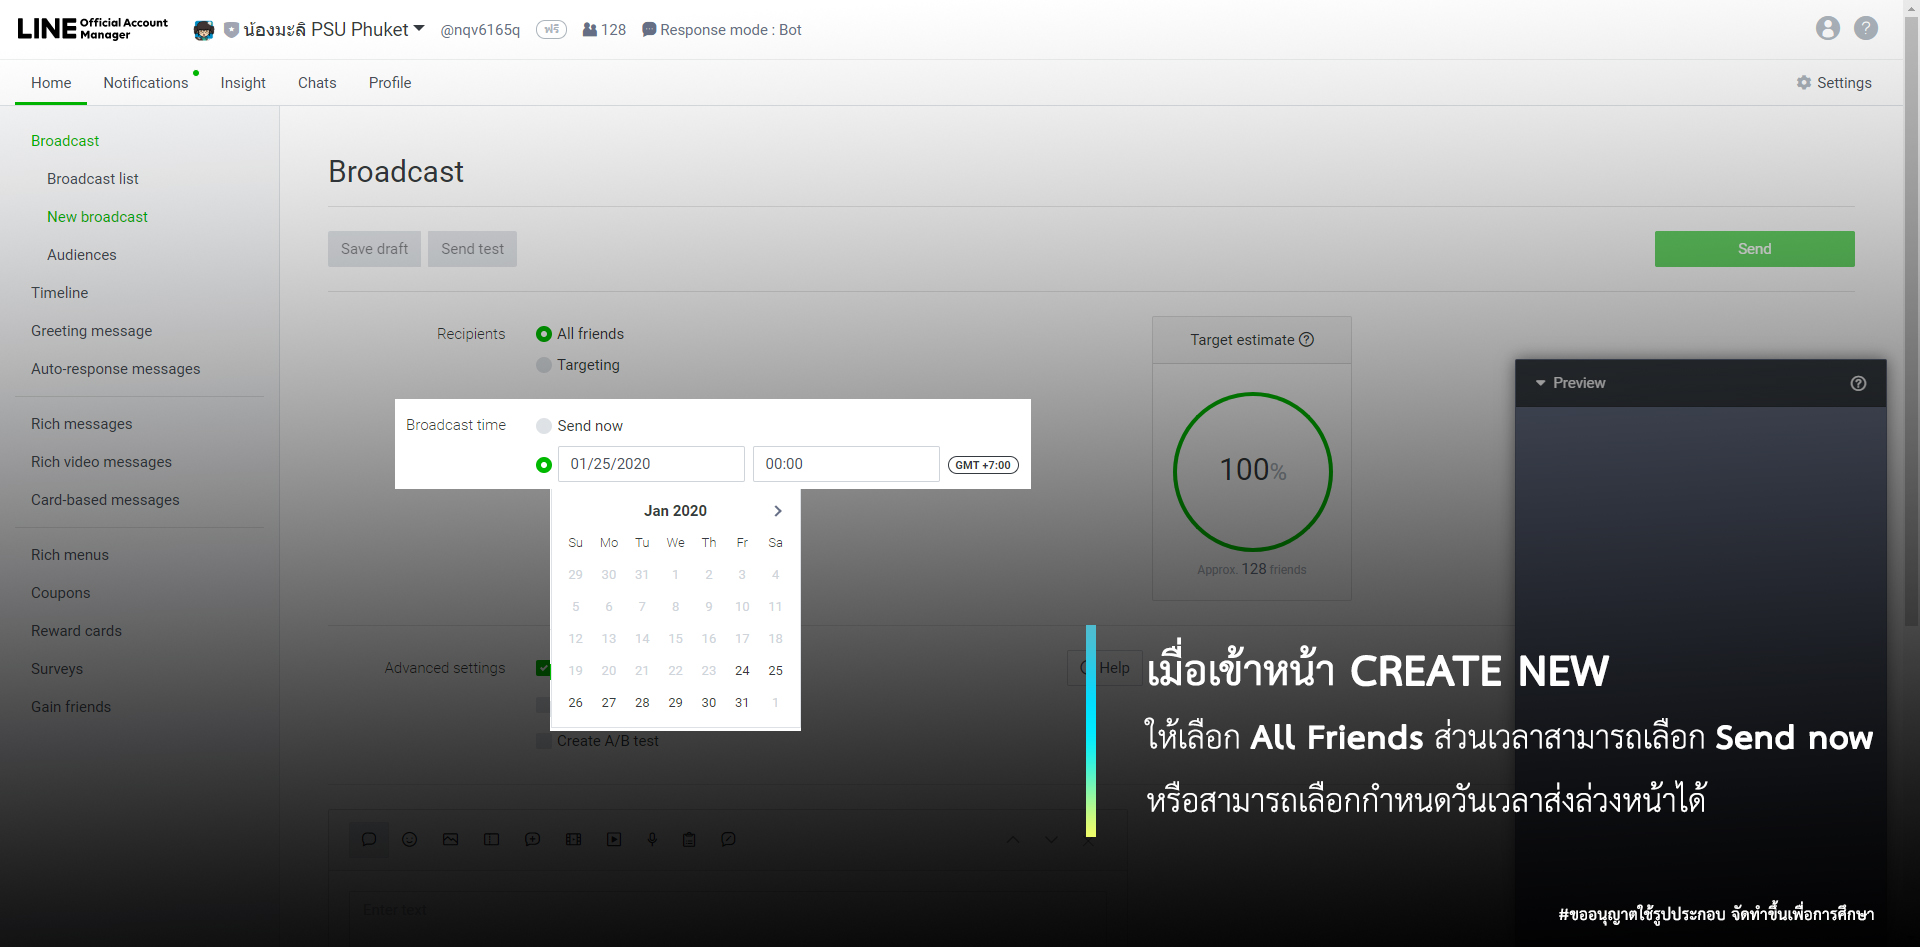 LINE Official Account Manager
น้องมะลิ PSU Phuket @nqv6165q ฟรี 128 Response mode : Bot
Home Notifications Insight Chats Profile Settings
Broadcast
Broadcast list
New broadcast
Audiences
Timeline
Greeting message
Auto-response messages
Rich messages
Rich video messages
Card-based messages
Rich menus
Coupons
Reward cards
Surveys
Gain friends
Broadcast
Save draft Send test Send
Recipients All friends
Targeting
Target estimate ?
100%
Approx. 128 friends
Preview ?
Broadcast time Send now
01/25/2020 00:00 GMT +7:00
Jan 2020
Su Mo Tu We Th Fr Sa
29 30 31 1 2 3 4
5 6 7 8 9 10 11
12 13 14 15 16 17 18
19 20 21 22 23 24 25
26 27 28 29 30 31 1
Advanced settings Help
Create A/B test
Enter text
เมื่อเข้าหน้า CREATE NEW
ให้เลือก All Friends ส่วนเวลาสามารถเลือก Send now
หรือสามารถเลือกกำหนดวันเวลาส่งล่วงหน้าได้
#ขออนุญาตใช้รูปประกอบ จัดทำขึ้นเพื่อการศึกษา